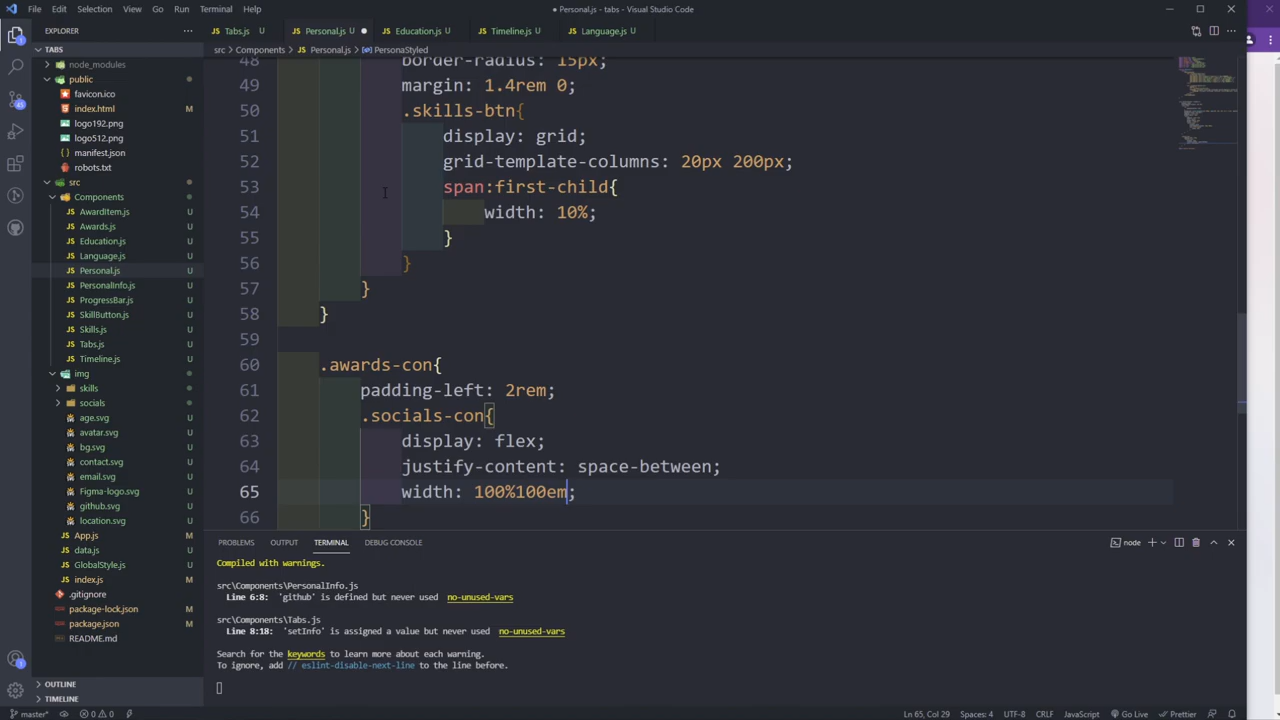 File Edit Selection View Go Run Terminal Help
● Personal.js - tabs - Visual Studio Code
EXPLORER
Tabs.js U
Personal.js U
Education.js U
Timeline.js U
Language.js U
src > Components > Personal.js > PersonaStyled
TABS
node_modules
public
favicon.ico
index.html M
logo192.png
logo512.png
manifest.json
robots.txt
src
Components
AwardItem.js U
Awards.js U
Education.js U
Language.js U
Personal.js U
PersonalInfo.js U
ProgressBar.js U
SkillButton.js U
Skills.js U
Tabs.js U
Timeline.js U
img
skills
socials
age.svg U
avatar.svg U
bg.svg U
contact.svg U
email.svg U
Figma-logo.svg U
github.svg U
location.svg U
App.js M
data.js U
GlobalStyle.js U
index.js M
.gitignore
package-lock.json M
package.json M
README.md
OUTLINE
TIMELINE
48 border-radius: 15px;
49 margin: 1.4rem 0;
50 .skills-btn{
51 display: grid;
52 grid-template-columns: 20px 200px;
53 span:first-child{
54 width: 10%;
55 }
56 }
57 }
58 }
59
60 .awards-con{
61 padding-left: 2rem;
62 .socials-con{
63 display: flex;
64 justify-content: space-between;
65 width: 100%100em;
66 }
PROBLEMS OUTPUT TERMINAL DEBUG CONSOLE
node
Compiled with warnings.
src\Components\PersonalInfo.js
Line 6:8: 'github' is defined but never used no-unused-vars
src\Components\Tabs.js
Line 8:18: 'setInfo' is assigned a value but never used no-unused-vars
Search for the keywords to learn more about each warning.
To ignore, add // eslint-disable-next-line to the line before.
master* 0 0
Ln 65, Col 29 Spaces: 4 UTF-8 CRLF JavaScript Go Live Prettier